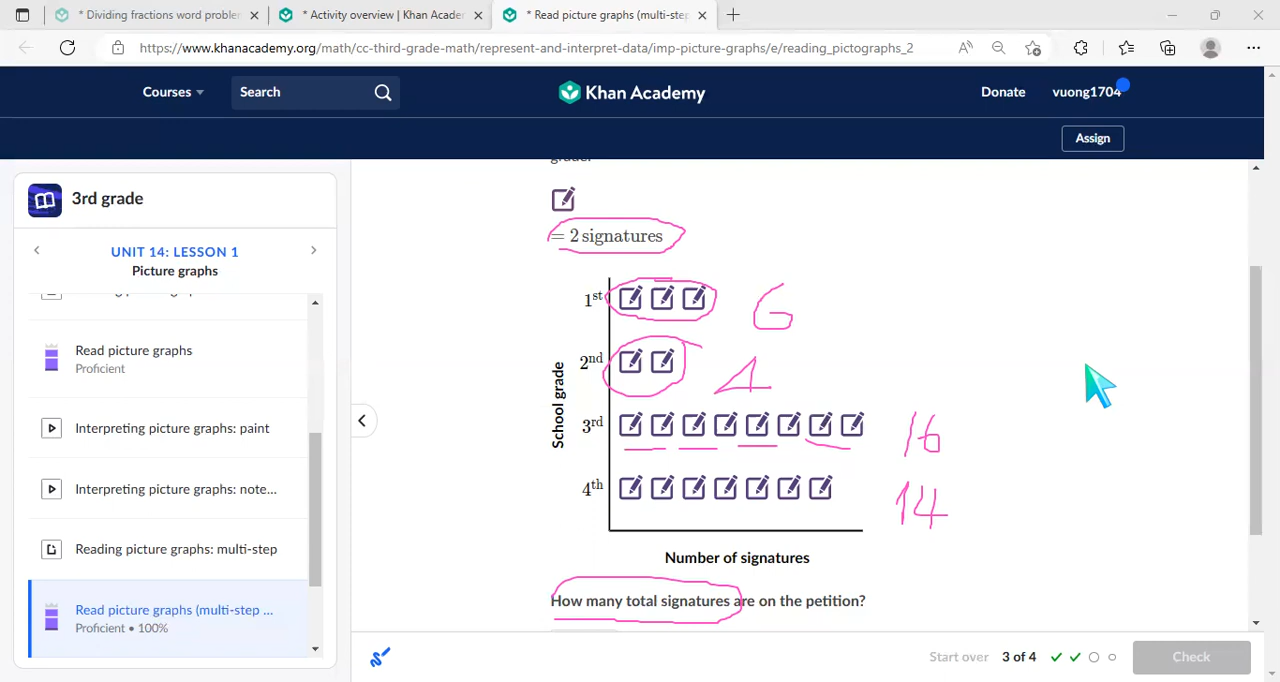 * Dividing fractions word probler
* Activity overview | Khan Acade
* Read picture graphs (multi-step
https://www.khanacademy.org/math/cc-third-grade-math/represent-and-interpret-data/imp-picture-graphs/e/reading_pictographs_2
Courses
Search
Khan Academy
Donate
vuong1704
Assign
3rd grade
UNIT 14: LESSON 1
Picture graphs
Read picture graphs
Proficient
Interpreting picture graphs: paint
Interpreting picture graphs: note...
Reading picture graphs: multi-step
Read picture graphs (multi-step ...
Proficient • 100%
grade.
= 2 signatures
1st
6
2nd
4
3rd
16
4th
14
School grade
Number of signatures
How many total signatures are on the petition?
Start over
3 of 4
Check